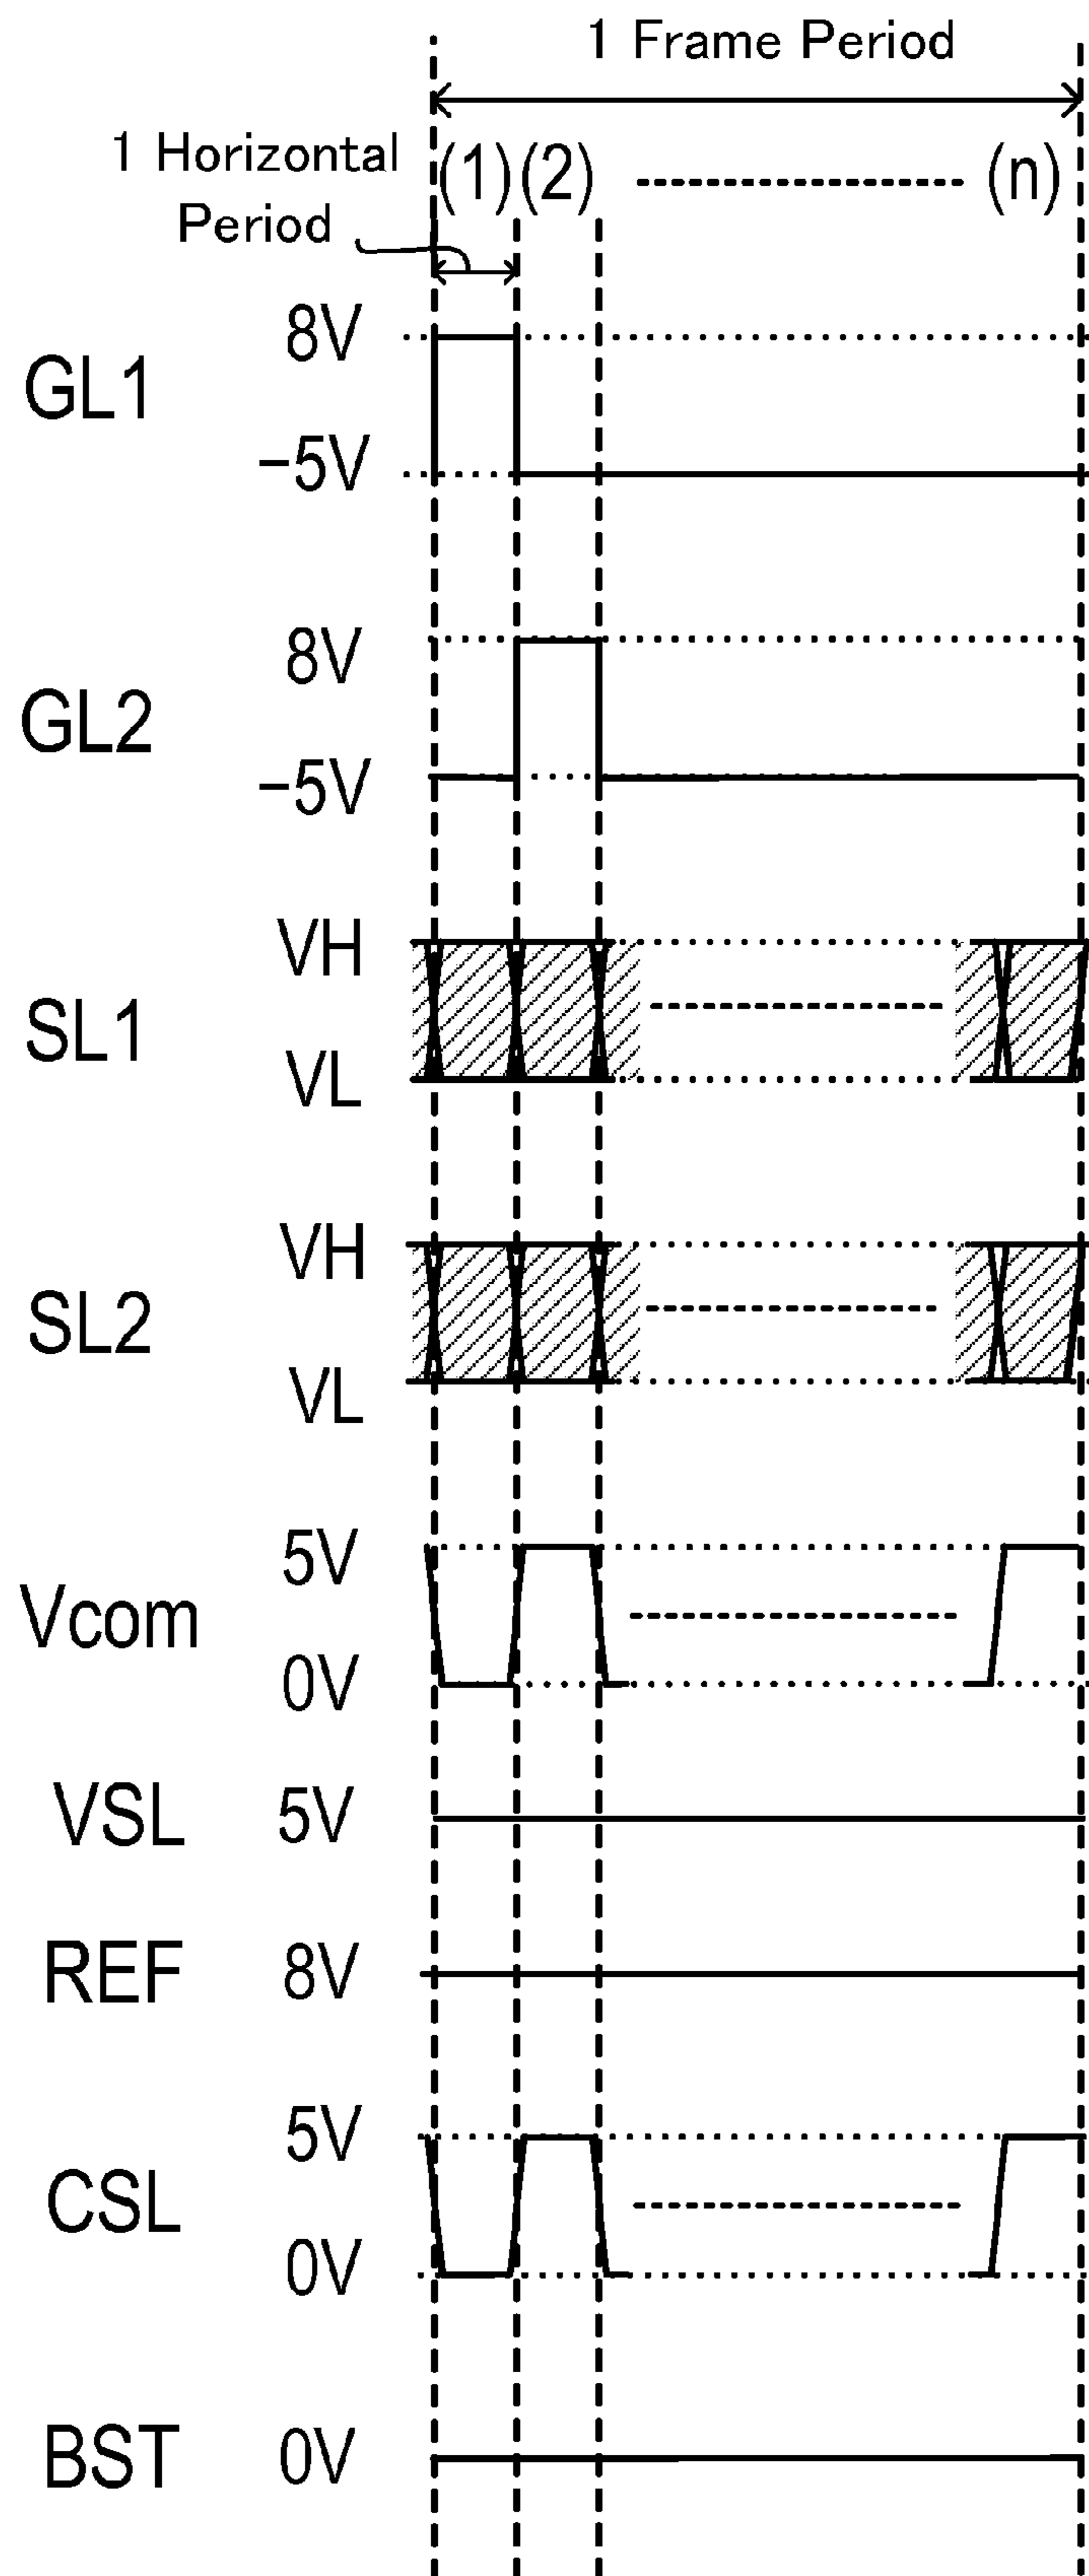 1 Frame Period
1 Horizontal Period
(1) (2) (n)
GL1 8V -5V
GL2 8V -5V
SL1 VH VL
SL2 VH VL
Vcom 5V 0V
VSL 5V
REF 8V
CSL 5V 0V
BST 0V